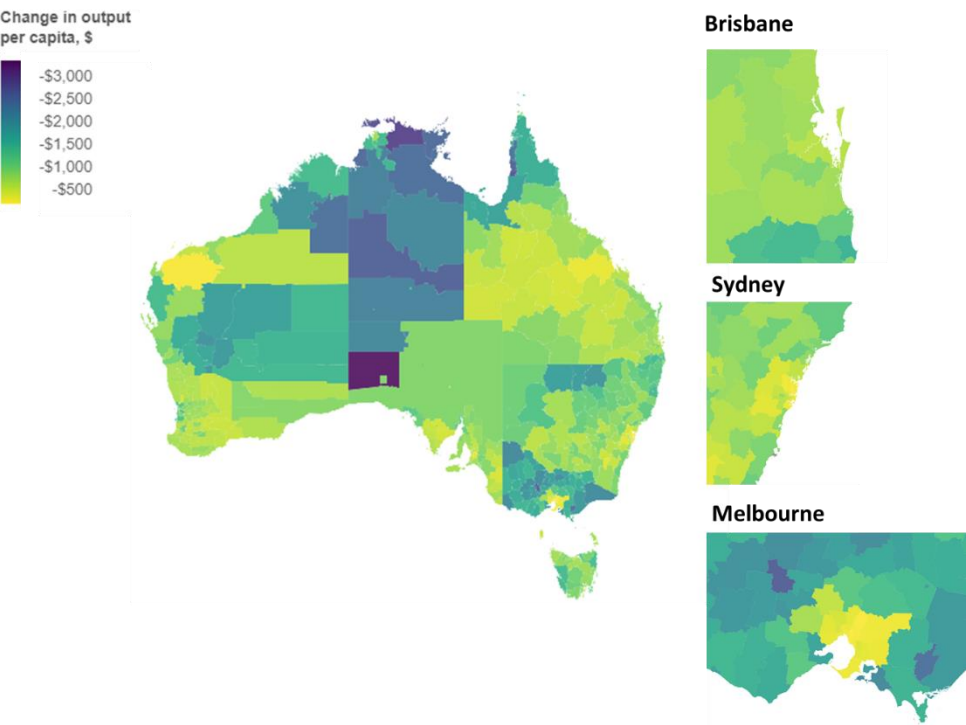 Change in output
per capita, $
-$3,000
-$2,500
-$2,000
-$1,500
-$1,000
-$500
Brisbane
Sydney
Melbourne